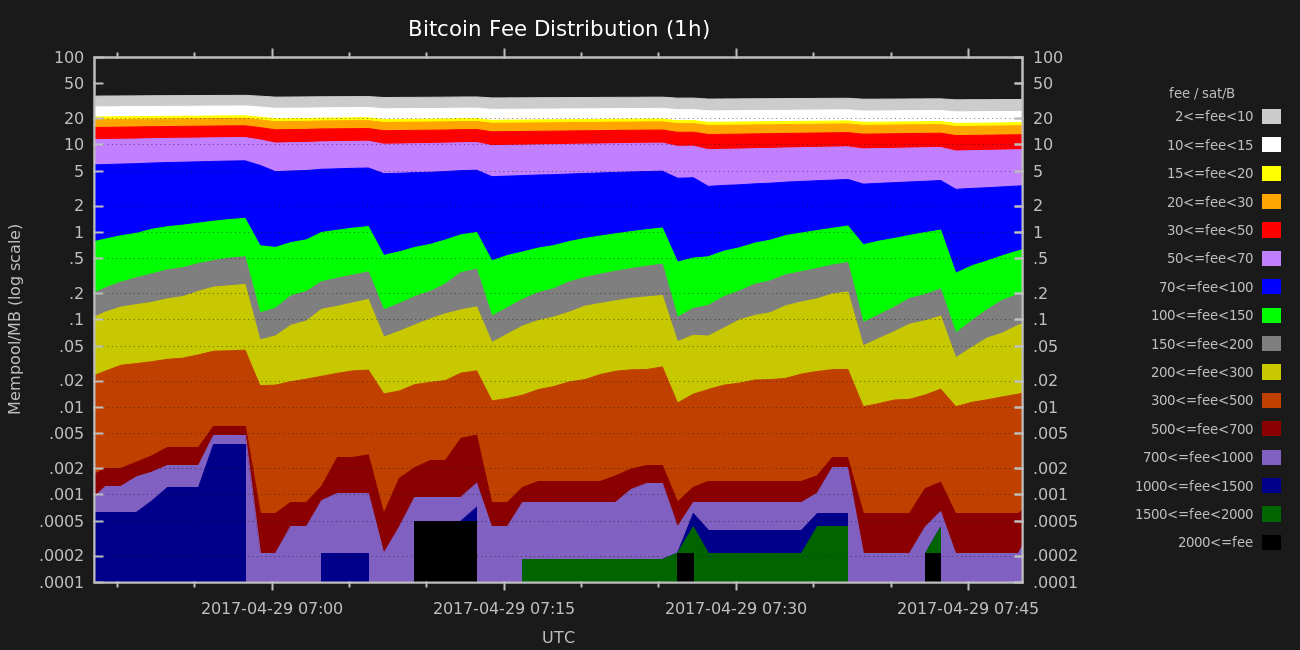 Bitcoin Fee Distribution (1h)
Mempool/MB (log scale)
100
50
20
10
5
2
1
.5
.2
.1
.05
.02
.01
.005
.002
.001
.0005
.0002
.0001
100
50
20
10
5
2
1
.5
.2
.1
.05
.02
.01
.005
.002
.001
.0005
.0002
.0001
2017-04-29 07:00
2017-04-29 07:15
2017-04-29 07:30
2017-04-29 07:45
UTC
fee / sat/B
2<=fee<10
10<=fee<15
15<=fee<20
20<=fee<30
30<=fee<50
50<=fee<70
70<=fee<100
100<=fee<150
150<=fee<200
200<=fee<300
300<=fee<500
500<=fee<700
700<=fee<1000
1000<=fee<1500
1500<=fee<2000
2000<=fee